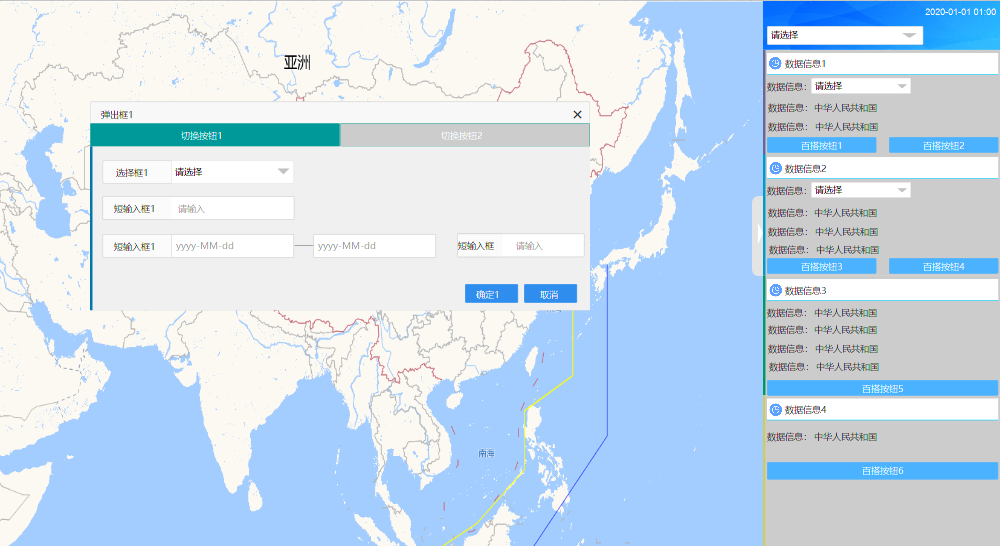 亚洲
南海
弹出框1 ✕
切换按钮1 切换按钮2
选择框1 请选择
短输入框1 请输入
短输入框1 yyyy-MM-dd yyyy-MM-dd 短输入框 请输入
确定1 取消
2020-01-01 01:00
请选择
数据信息1
数据信息: 请选择
数据信息: 中华人民共和国
数据信息: 中华人民共和国
百搭按钮1 百搭按钮2
数据信息2
数据信息: 请选择
数据信息: 中华人民共和国
数据信息: 中华人民共和国
数据信息: 中华人民共和国
百搭按钮3 百搭按钮4
数据信息3
数据信息: 中华人民共和国
数据信息: 中华人民共和国
数据信息: 中华人民共和国
数据信息: 中华人民共和国
百搭按钮5
数据信息4
数据信息: 中华人民共和国
百搭按钮6